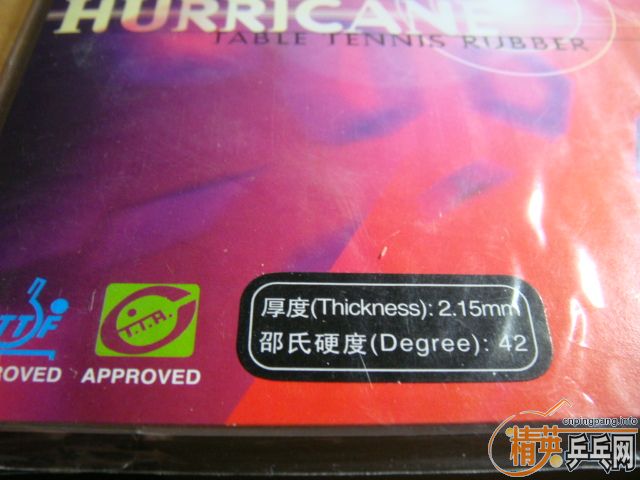 HURRICANE
TABLE TENNIS RUBBER
厚度(Thickness): 2.15mm
邵氏硬度(Degree): 42
TTF
T.T.A.
ROVED
APPROVED
cnpingpang.info
精英乒乓网